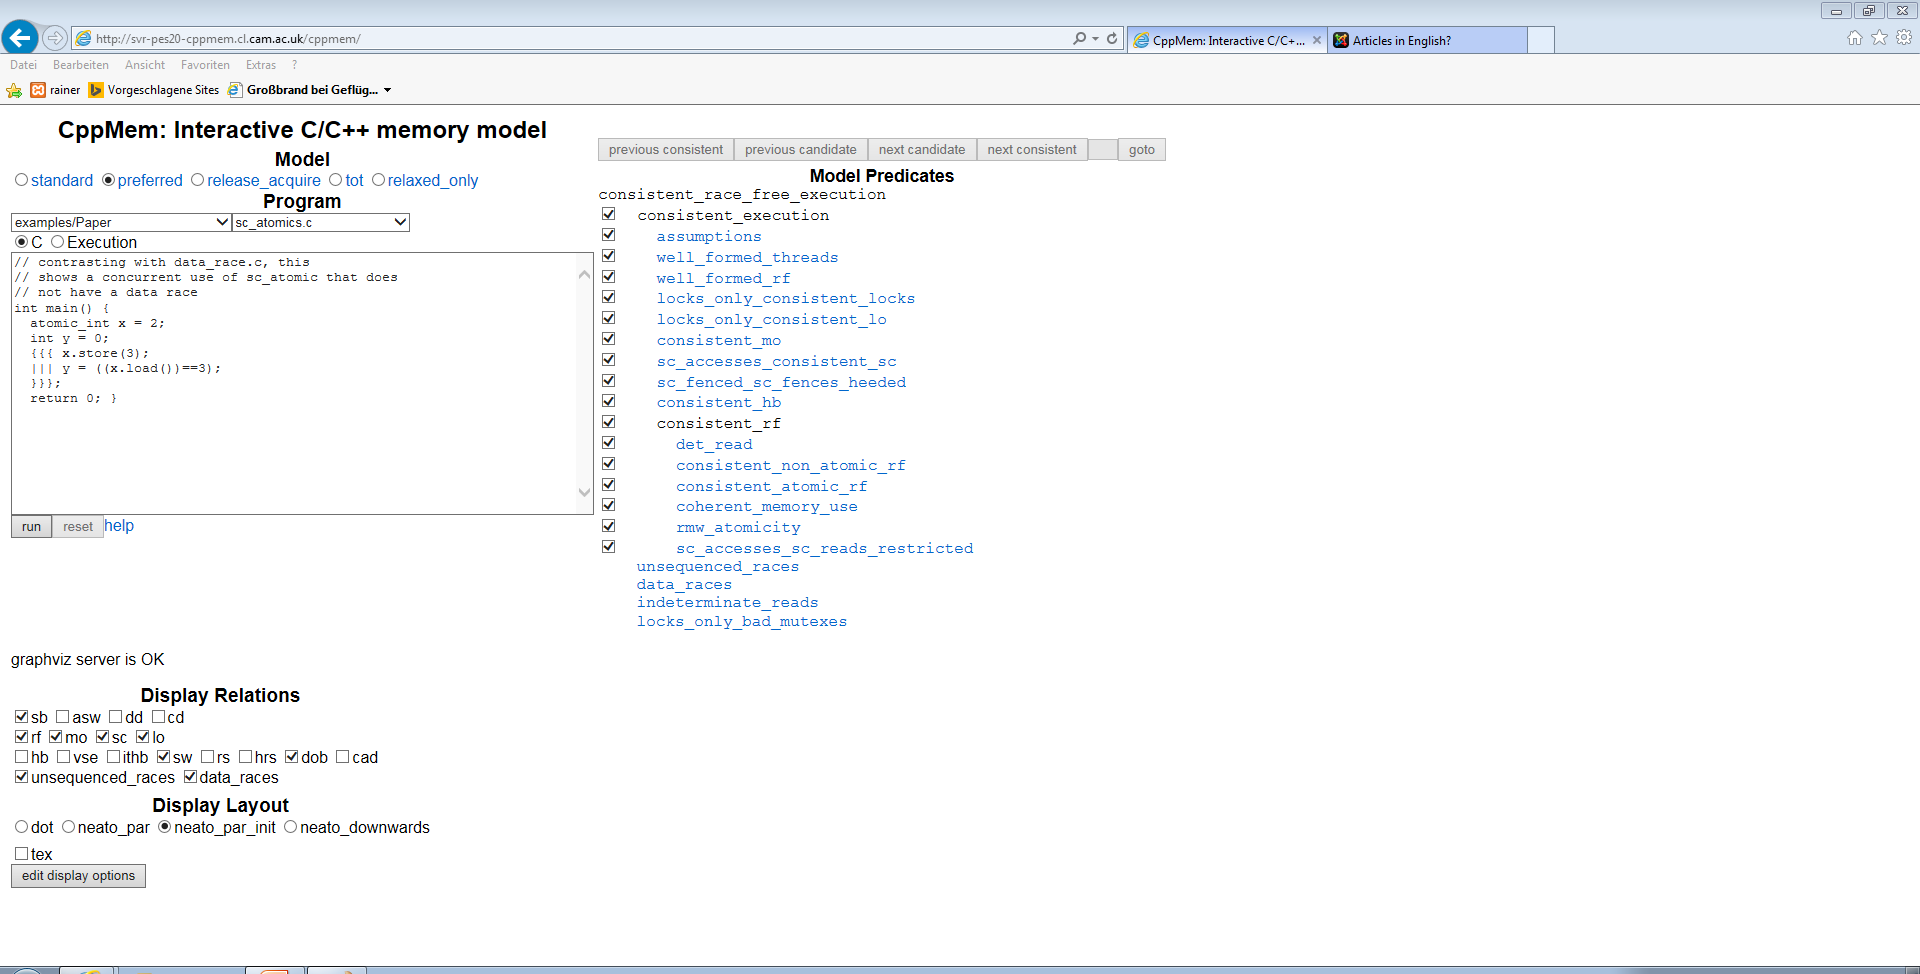 http://svr-pes20-cppmem.cl.cam.ac.uk/cppmem/
CppMem: Interactive C/C+...
Articles in English?
Datei Bearbeiten Ansicht Favoriten Extras ?
rainer Vorgeschlagene Sites Großbrand bei Geflüg...
CppMem: Interactive C/C++ memory model
Model
standard preferred release_acquire tot relaxed_only
Program
examples/Paper sc_atomics.c
C Execution
// contrasting with data_race.c, this
// shows a concurrent use of sc_atomic that does
// not have a data race
int main() {
atomic_int x = 2;
int y = 0;
{{{ x.store(3);
||| y = ((x.load())==3);
}}};
return 0; }
run reset help
graphviz server is OK
Display Relations
sb asw dd cd
rf mo sc lo
hb vse ithb sw rs hrs dob cad
unsequenced_races data_races
Display Layout
dot neato_par neato_par_init neato_downwards
tex
edit display options
previous consistent previous candidate next candidate next consistent goto
Model Predicates
consistent_race_free_execution
consistent_execution
assumptions
well_formed_threads
well_formed_rf
locks_only_consistent_locks
locks_only_consistent_lo
consistent_mo
sc_accesses_consistent_sc
sc_fenced_sc_fences_heeded
consistent_hb
consistent_rf
det_read
consistent_non_atomic_rf
consistent_atomic_rf
coherent_memory_use
rmw_atomicity
sc_accesses_sc_reads_restricted
unsequenced_races
data_races
indeterminate_reads
locks_only_bad_mutexes